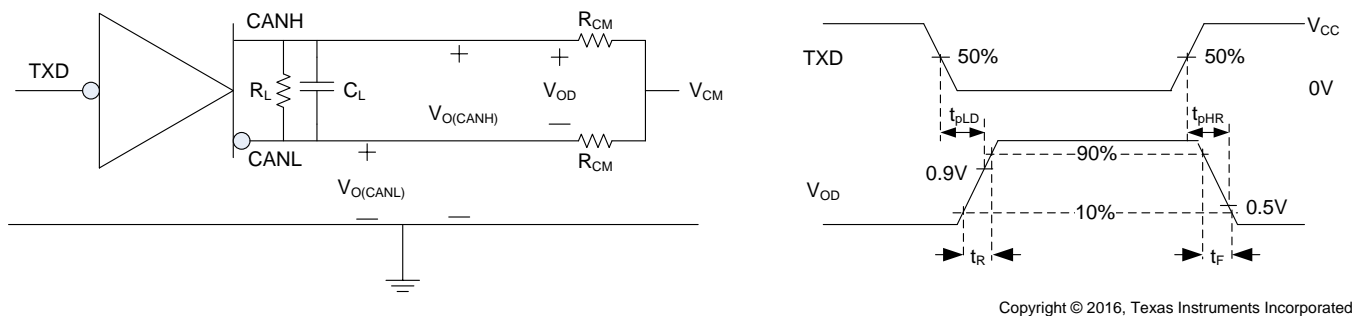 CANH
TXD
R_L
C_L
CANL
V_O(CANH)
V_O(CANL)
V_OD
R_CM
R_CM
V_CM
TXD
50%
50%
V_CC
0V
t_pLD
t_pHR
90%
0.9V
V_OD
10%
0.5V
t_R
t_F
Copyright © 2016, Texas Instruments Incorporated